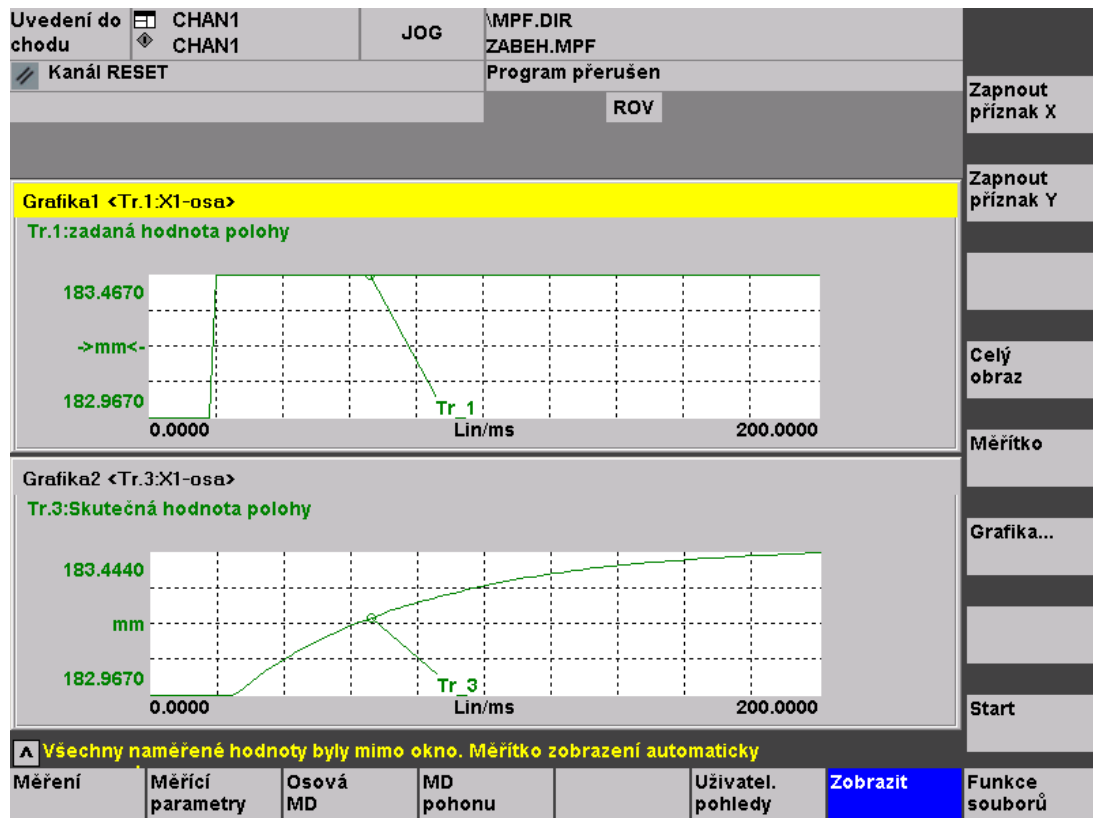 Uvedení do
chodu
CHAN1
CHAN1
JOG
\MPF.DIR
ZABEH.MPF
Kanál RESET
Program přerušen
ROV
Zapnout
příznak X
Zapnout
příznak Y
Celý
obraz
Měřítko
Grafika...
Start
Grafika1 <Tr.1:X1-osa>
Tr.1:zadaná hodnota polohy
183.4670
->mm<-
182.9670
Tr_1
0.0000
Lin/ms
200.0000
Grafika2 <Tr.3:X1-osa>
Tr.3:Skutečná hodnota polohy
183.4440
mm
182.9670
Tr_3
0.0000
Lin/ms
200.0000
Všechny naměřené hodnoty byly mimo okno. Měřítko zobrazení automaticky
Měření
Měřící
parametry
Osová
MD
MD
pohonu
Uživatel.
pohledy
Zobrazit
Funkce
souborů